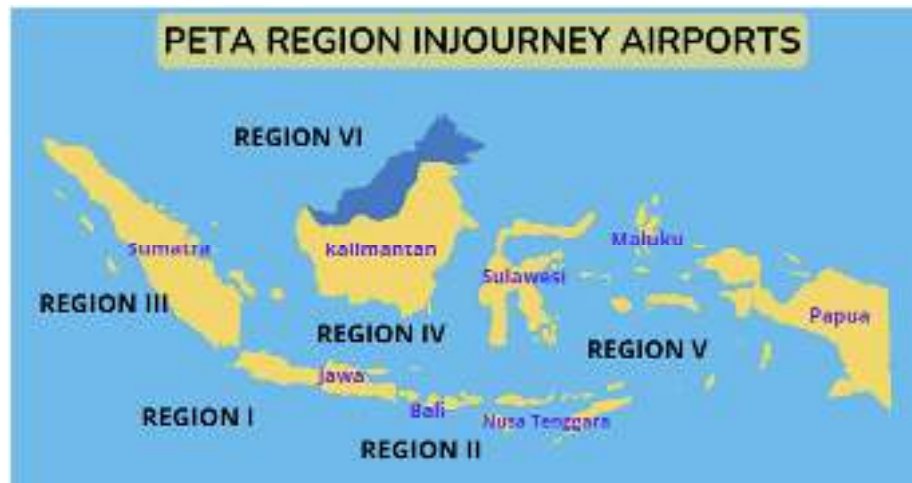 PETA REGION INJOURNEY AIRPORTS
REGION VI
Sumatra
Kalimantan
Maluku
Sulawesi
REGION III
Papua
REGION IV
REGION V
Jawa
Bali
REGION I
Nusa Tenggara
REGION II